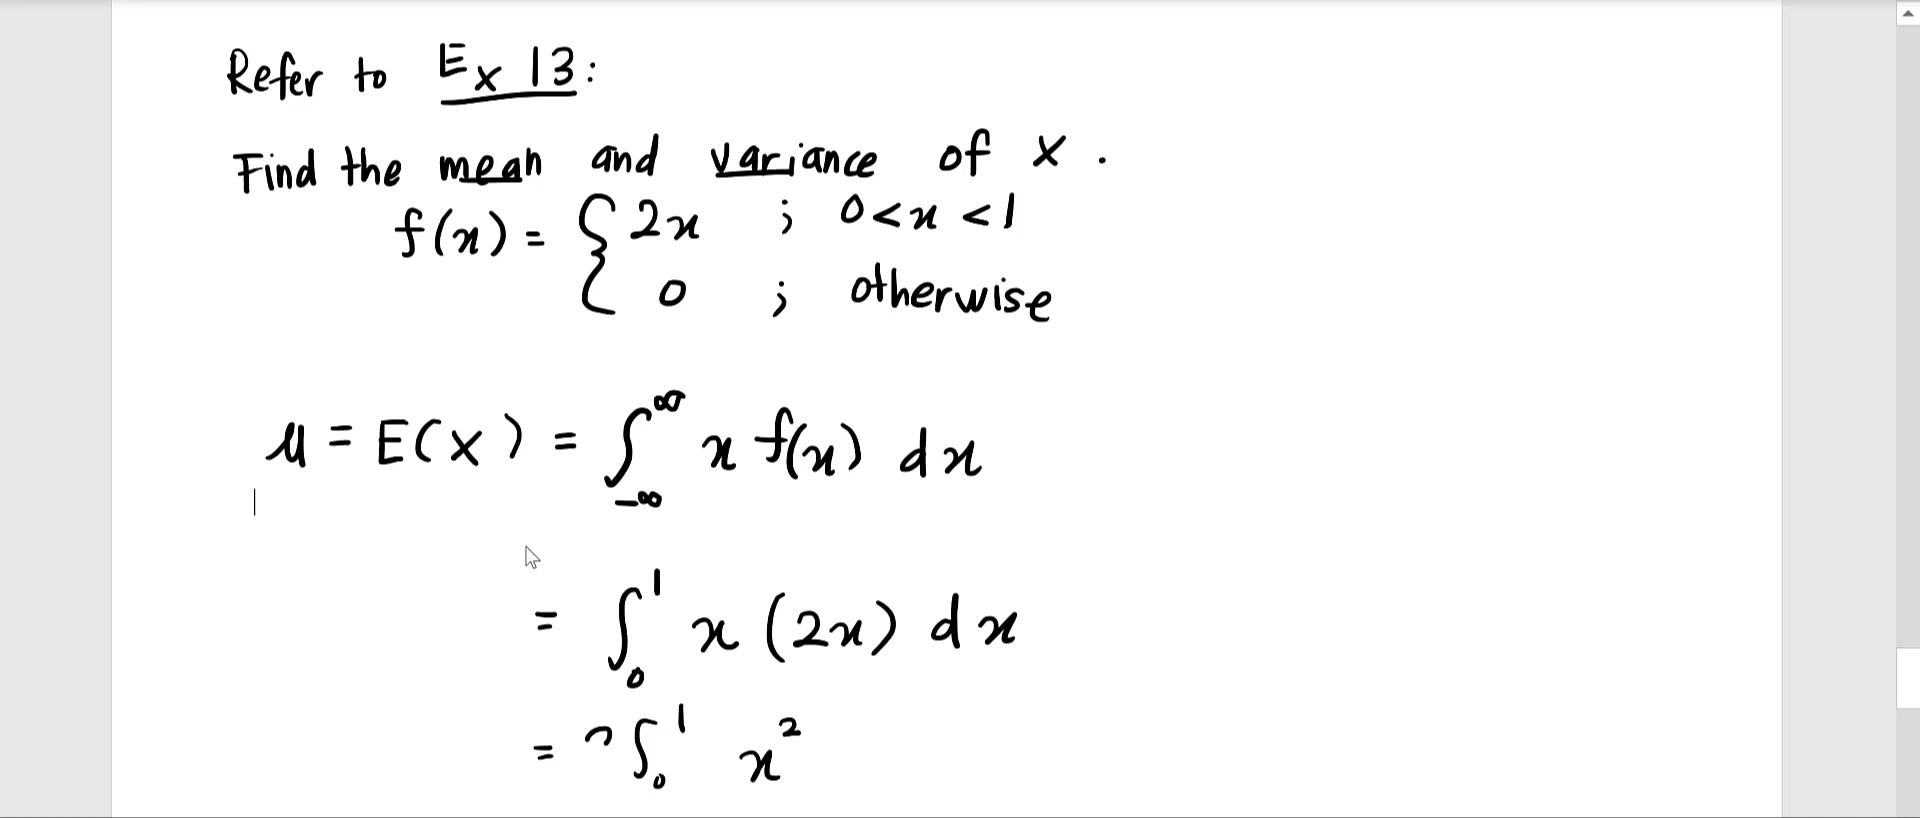 Refer to Ex 13:
Find the mean and variance of X.
f(x) = { 2x ; 0<x<1
0 ; otherwise
μ = E(X) = ∫_{-∞}^{∞} x f(x) dx
= ∫_0^1 x (2x) dx
= ∫_0^1 x^2